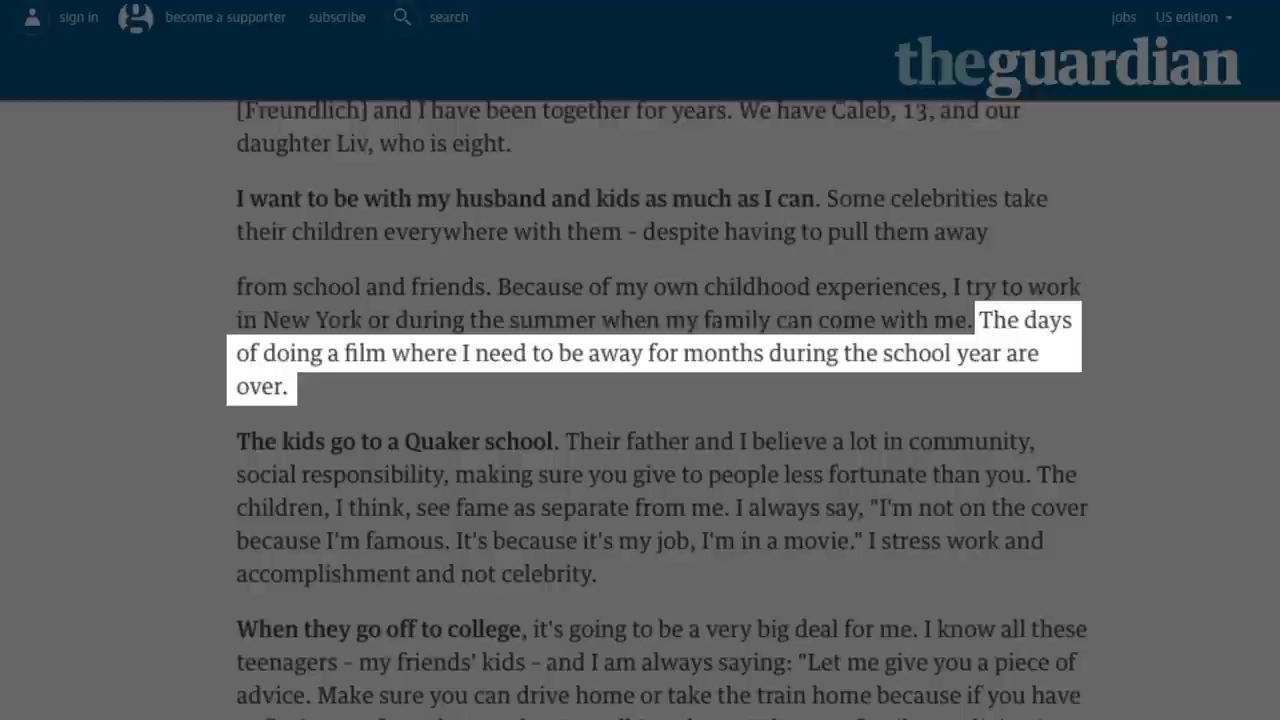 sign in become a supporter subscribe search jobs US edition
theguardian
[Freundlich] and I have been together for years. We have Caleb, 13, and our
daughter Liv, who is eight.
I want to be with my husband and kids as much as I can. Some celebrities take
their children everywhere with them - despite having to pull them away
from school and friends. Because of my own childhood experiences, I try to work
in New York or during the summer when my family can come with me. The days
of doing a film where I need to be away for months during the school year are
over.
The kids go to a Quaker school. Their father and I believe a lot in community,
social responsibility, making sure you give to people less fortunate than you. The
children, I think, see fame as separate from me. I always say, "I'm not on the cover
because I'm famous. It's because it's my job, I'm in a movie." I stress work and
accomplishment and not celebrity.
When they go off to college, it's going to be a very big deal for me. I know all these
teenagers - my friends' kids - and I am always saying: "Let me give you a piece of
advice. Make sure you can drive home or take the train home because if you have